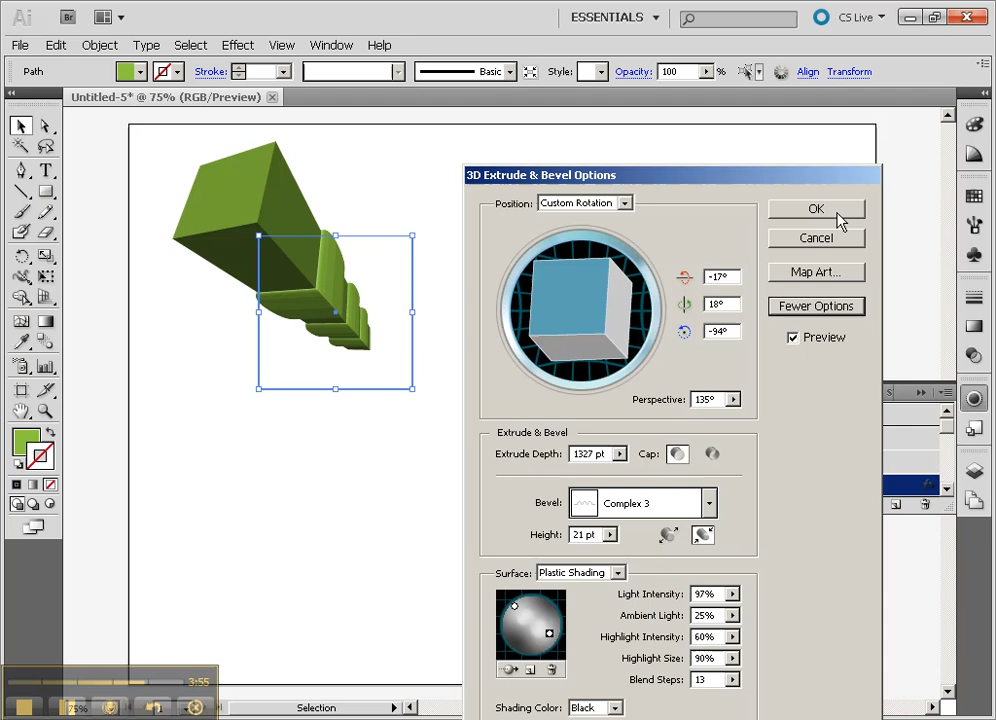 Ai Br ESSENTIALS CS Live
File Edit Object Type Select Effect View Window Help
Path Stroke: Basic Style: Opacity: 100 % Align Transform
Untitled-5* @ 75% (RGB/Preview)
3D Extrude & Bevel Options
Position: Custom Rotation OK
Cancel
-17° Map Art...
18° Fewer Options
-94° Preview
Perspective: 135°
Extrude & Bevel
Extrude Depth: 1327 pt Cap:
Bevel: Complex 3
Height: 21 pt
Surface: Plastic Shading
Light Intensity: 97%
Ambient Light: 25%
Highlight Intensity: 60%
Highlight Size: 90%
Blend Steps: 13
Shading Color: Black
3:55
75% 1 Selection